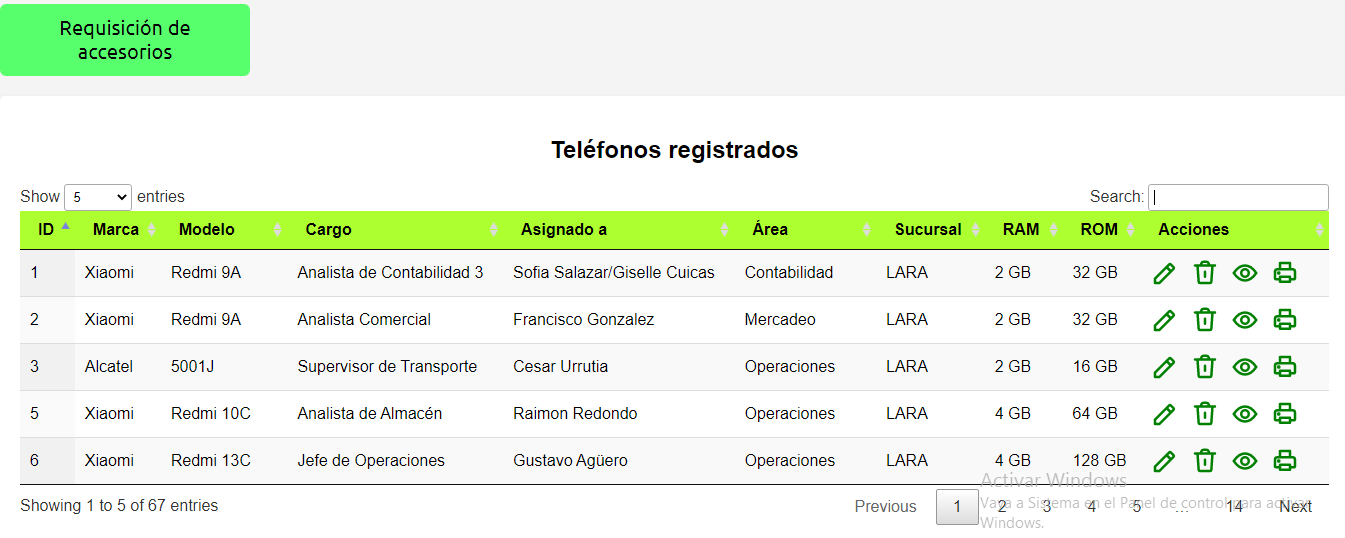 Requisición de
accesorios
Teléfonos registrados
Show 5 entries Search:
ID Marca Modelo Cargo Asignado a Área Sucursal RAM ROM Acciones
1 Xiaomi Redmi 9A Analista de Contabilidad 3 Sofia Salazar/Giselle Cuicas Contabilidad LARA 2 GB 32 GB
2 Xiaomi Redmi 9A Analista Comercial Francisco Gonzalez Mercadeo LARA 2 GB 32 GB
3 Alcatel 5001J Supervisor de Transporte Cesar Urrutia Operaciones LARA 2 GB 16 GB
5 Xiaomi Redmi 10C Analista de Almacén Raimon Redondo Operaciones LARA 4 GB 64 GB
6 Xiaomi Redmi 13C Jefe de Operaciones Gustavo Agüero Operaciones LARA 4 GB 128 GB
Showing 1 to 5 of 67 entries Previous 1 2 3 4 5 … 14 Next
Activar Windows
Vaya a Sistema en el Panel de control para activar
Windows.